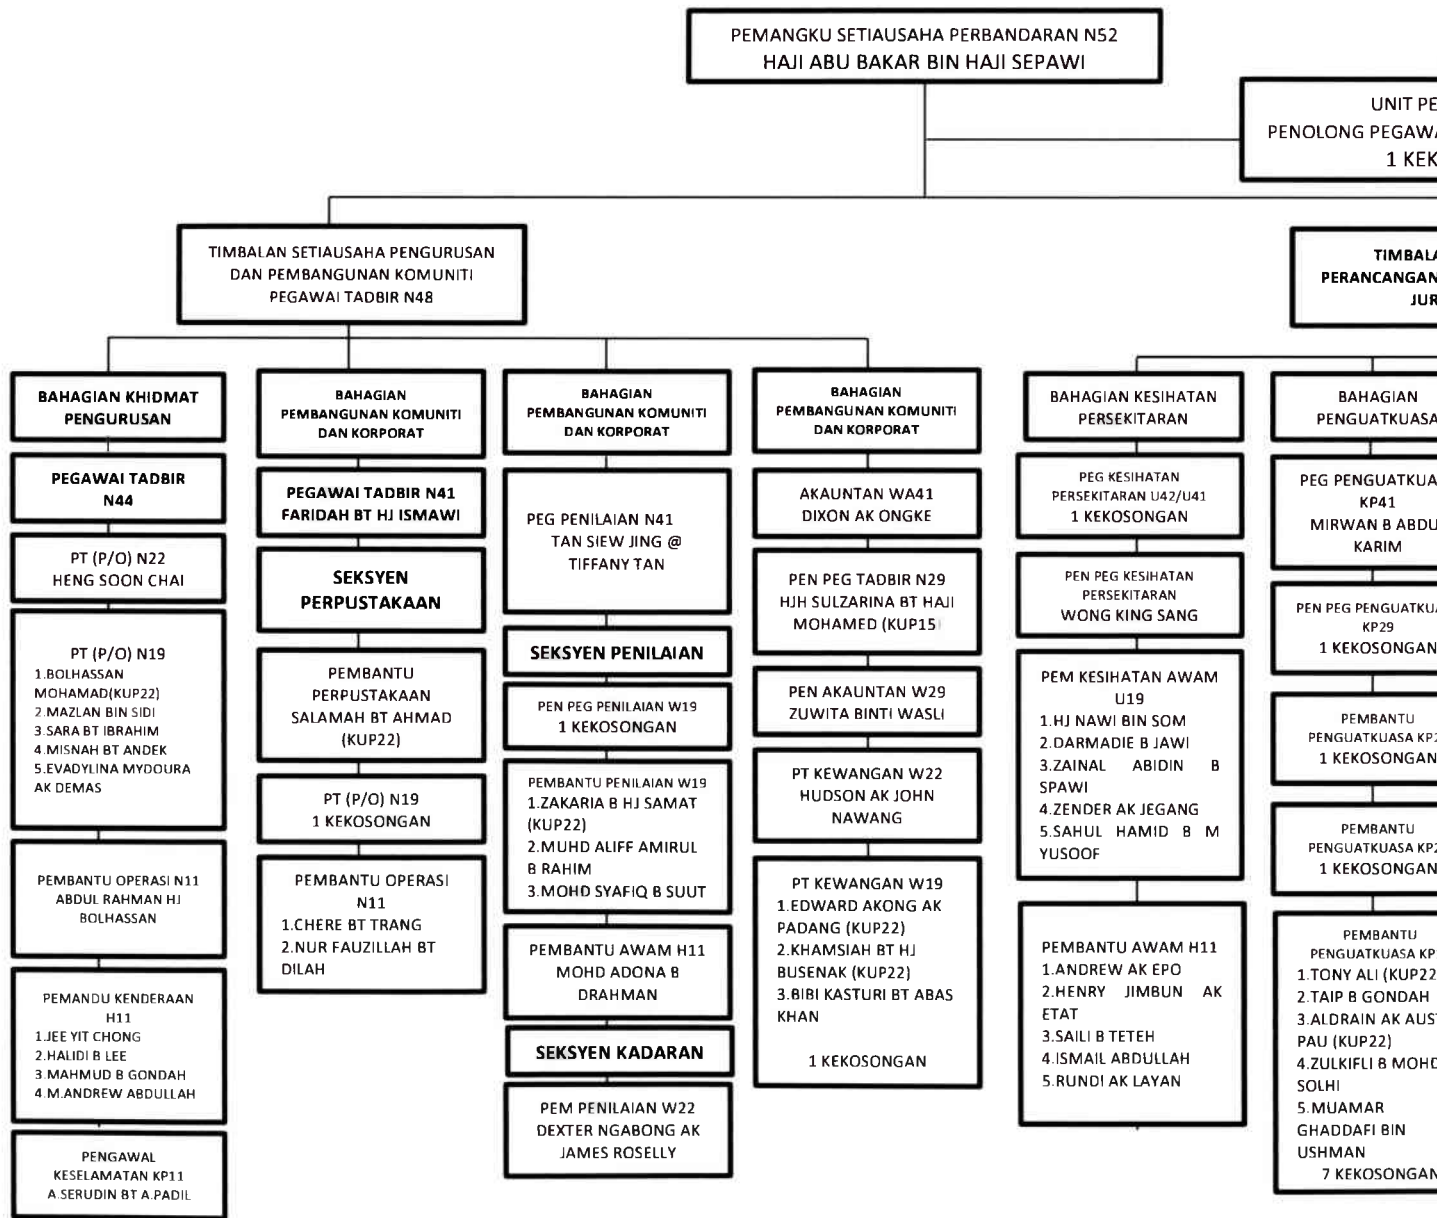 PEMANGKU SETIAUSAHA PERBANDARAN N52
HAJI ABU BAKAR BIN HAJI SEPAWI
UNIT PE
PENOLONG PEGAWA
1 KEK
TIMBALAN SETIAUSAHA PENGURUSAN
DAN PEMBANGUNAN KOMUNITI
PEGAWAI TADBIR N48
TIMBALA
PERANCANGAN
JUR
BAHAGIAN KHIDMAT
PENGURUSAN
PEGAWAI TADBIR
N44
PT (P/O) N22
HENG SOON CHAI
PT (P/O) N19
1.BOLHASSAN
MOHAMAD(KUP22)
2.MAZLAN BIN SIDI
3.SARA BT IBRAHIM
4.MISNAH BT ANDEK
5.EVADYLINA MYDOURA
AK DEMAS
PEMBANTU OPERASI N11
ABDUL RAHMAN HJ
BOLHASSAN
PEMANDU KENDERAAN
H11
1.JEE YIT CHONG
2.HALIDI B LEE
3.MAHMUD B GONDAH
4.M.ANDREW ABDULLAH
PENGAWAL
KESELAMATAN KP11
A.SERUDIN BT A.PADIL
BAHAGIAN
PEMBANGUNAN KOMUNITI
DAN KORPORAT
PEGAWAI TADBIR N41
FARIDAH BT HJ ISMAWI
SEKSYEN
PERPUSTAKAAN
PEMBANTU
PERPUSTAKAAN
SALAMAH BT AHMAD
(KUP22)
PT (P/O) N19
1 KEKOSONGAN
PEMBANTU OPERASI
N11
1.CHERE BT TRANG
2.NUR FAUZILLAH BT
DILAH
BAHAGIAN
PEMBANGUNAN KOMUNITI
DAN KORPORAT
PEG PENILAIAN N41
TAN SIEW JING @
TIFFANY TAN
SEKSYEN PENILAIAN
PEN PEG PENILAIAN W19
1 KEKOSONGAN
PEMBANTU PENILAIAN W19
1.ZAKARIA B HJ SAMAT
(KUP22)
2.MUHD ALIFF AMIRUL
B RAHIM
3.MOHD SYAFIQ B SUUT
PEMBANTU AWAM H11
MOHD ADONA B
DRAHMAN
SEKSYEN KADARAN
PEM PENILAIAN W22
DEXTER NGABONG AK
JAMES ROSELLY
BAHAGIAN
PEMBANGUNAN KOMUNITI
DAN KORPORAT
AKAUNTAN WA41
DIXON AK ONGKE
PEN PEG TADBIR N29
HJH SULZARINA BT HAJI
MOHAMED (KUP15)
PEN AKAUNTAN W29
ZUWITA BINTI WASLI
PT KEWANGAN W22
HUDSON AK JOHN
NAWANG
PT KEWANGAN W19
1.EDWARD AKONG AK
PADANG (KUP22)
2.KHAMSIAH BT HJ
BUSENAK (KUP22)
3.BIBI KASTURI BT ABAS
KHAN
1 KEKOSONGAN
BAHAGIAN KESIHATAN
PERSEKITARAN
PEG KESIHATAN
PERSEKITARAN U42/U41
1 KEKOSONGAN
PEN PEG KESIHATAN
PERSEKITARAN
WONG KING SANG
PEM KESIHATAN AWAM
U19
1.HJ NAWI BIN SOM
2.DARMADIE B JAWI
3.ZAINAL ABIDIN B
SPAWI
4.ZENDER AK JEGANG
5.SAHUL HAMID B M
YUSOOF
PEMBANTU AWAM H11
1.ANDREW AK EPO
2.HENRY JIMBUN AK
ETAT
3.SAILI B TETEH
4.ISMAIL ABDULLAH
5.RUNDI AK LAYAN
BAHAGIAN
PENGUATKUASA
PEG PENGUATKUA
KP41
MIRWAN B ABDU
KARIM
PEN PEG PENGUATKUA
KP29
1 KEKOSONGAN
PEMBANTU
PENGUATKUASA KP2
1 KEKOSONGAN
PEMBANTU
PENGUATKUASA KP2
1 KEKOSONGAN
PEMBANTU
PENGUATKUASA KP
1.TONY ALI (KUP22
2.TAIP B GONDAH
3.ALDRAIN AK AUST
PAU (KUP22)
4.ZULKIFLI B MOHD
SOLHI
5.MUAMAR
GHADDAFI BIN
USHMAN
7 KEKOSONGAN